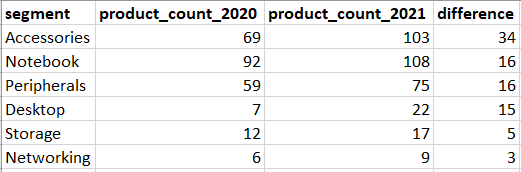 segment product_count_2020 product_count_2021 difference
Accessories 69 103 34
Notebook 92 108 16
Peripherals 59 75 16
Desktop 7 22 15
Storage 12 17 5
Networking 6 9 3